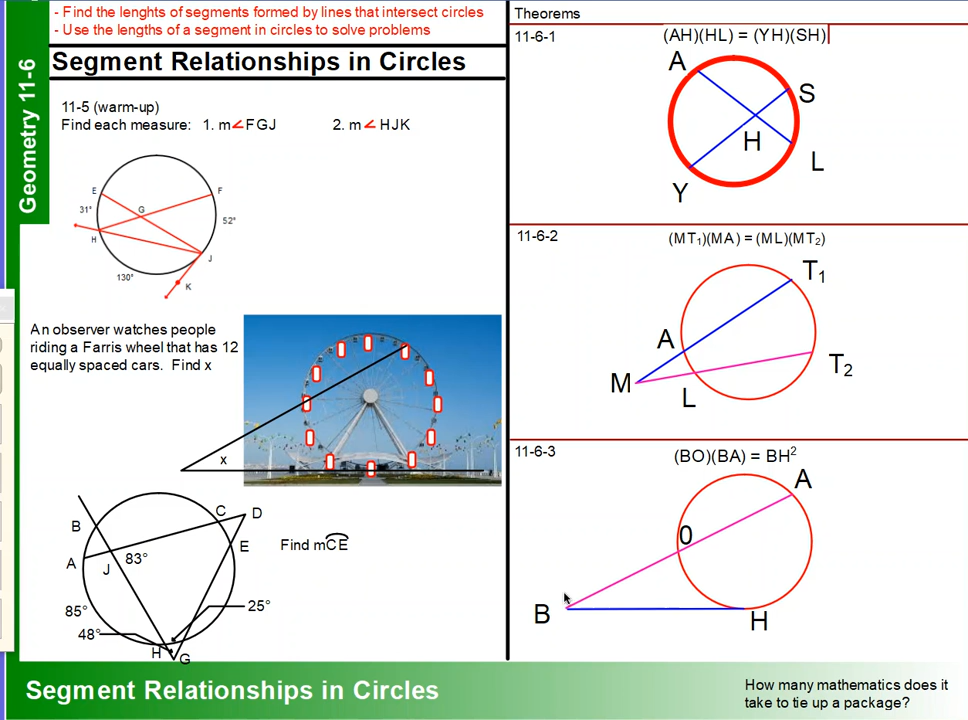 - Find the lenghts of segments formed by lines that intersect circles
- Use the lengths of a segment in circles to solve problems
Geometry 11-6
Segment Relationships in Circles
11-5 (warm-up)
Find each measure: 1. m∠FGJ 2. m∠HJK
E
F
G
31°
52°
H
J
130°
K
An observer watches people
riding a Farris wheel that has 12
equally spaced cars. Find x
x
B
C
D
A
J
83°
E
Find mCE
85°
25°
48°
H
G
Theorems
11-6-1
(AH)(HL) = (YH)(SH)
A
S
H
L
Y
11-6-2
(MT₁)(MA) = (ML)(MT₂)
T₁
A
T₂
M
L
11-6-3
(BO)(BA) = BH²
A
0
B
H
Segment Relationships in Circles
How many mathematics does it
take to tie up a package?